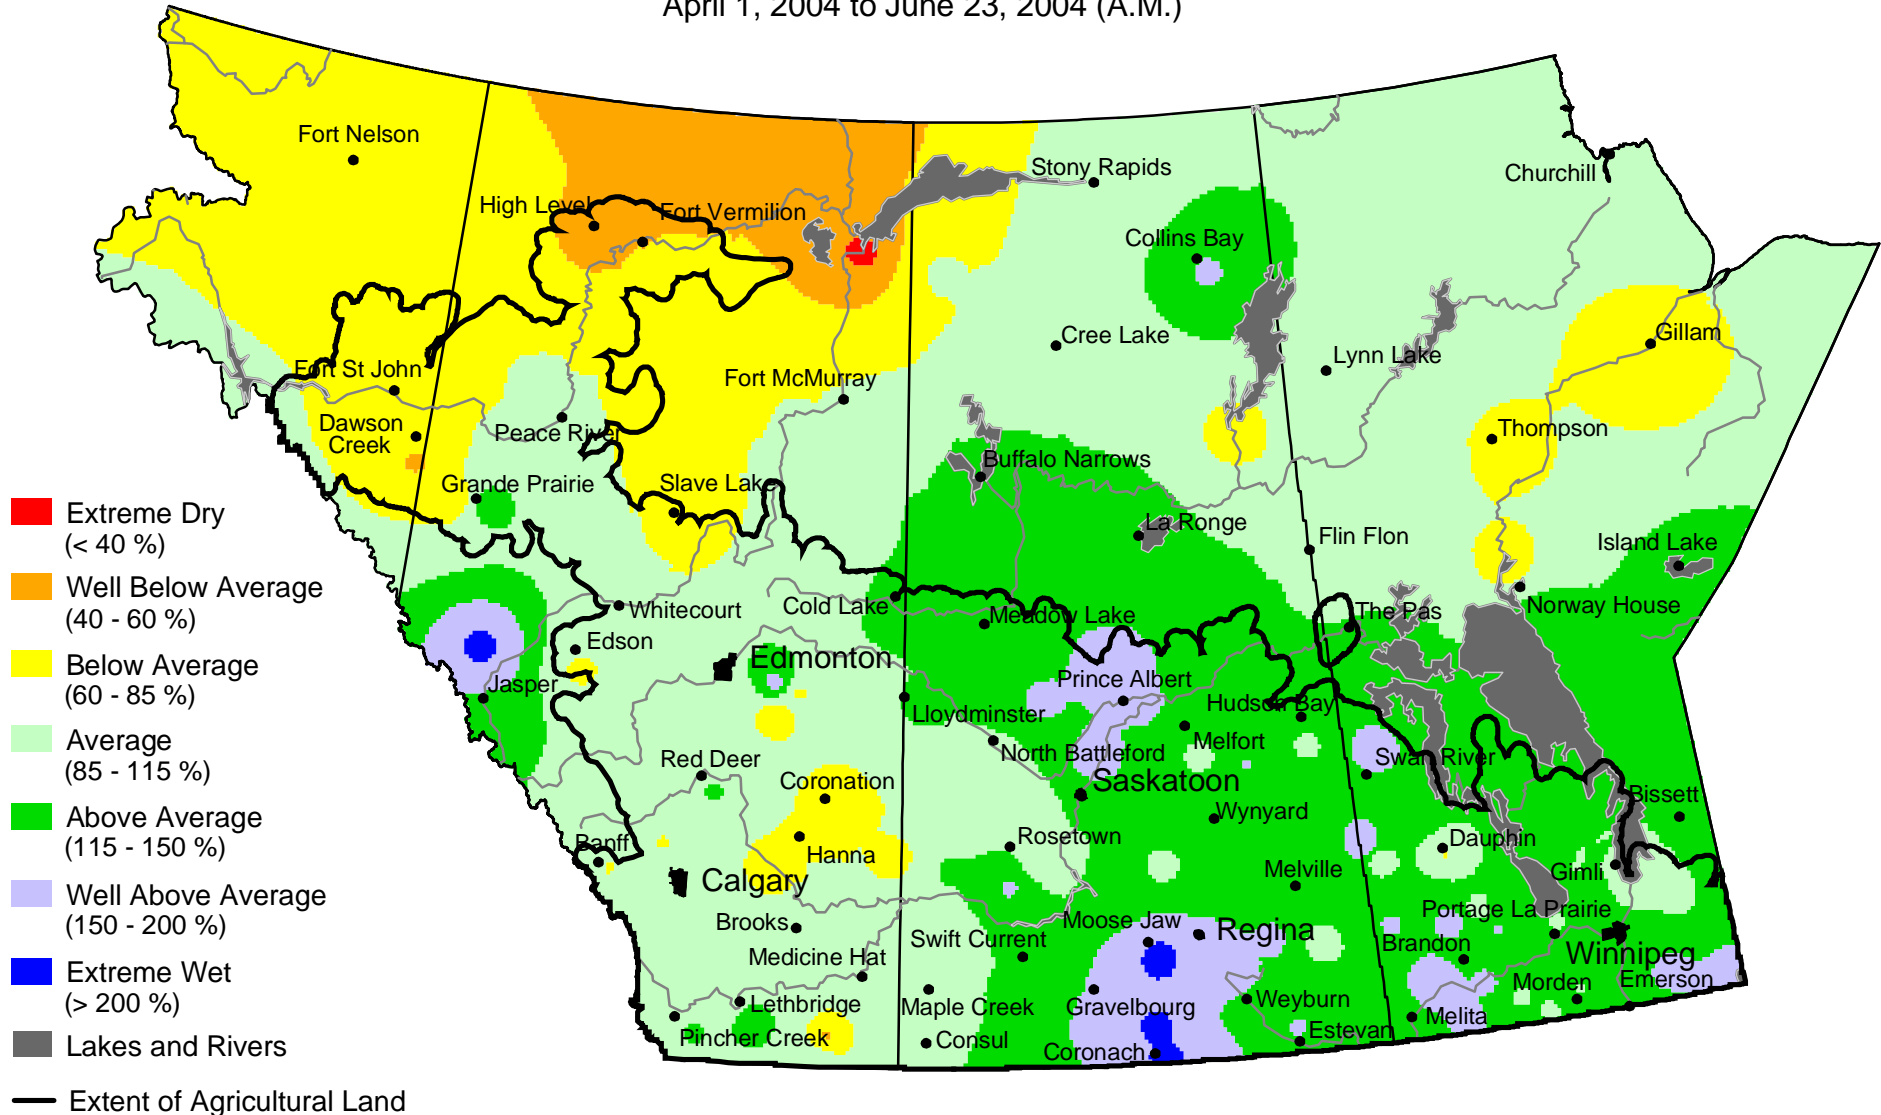 April 1, 2004 to June 23, 2004 (A.M.)
Fort Nelson
Stony Rapids
Churchill
High Level
Fort Vermilion
Collins Bay
Gillam
Cree Lake
Lynn Lake
Fort St John
Fort McMurray
Dawson
Creek
Peace River
Thompson
Buffalo Narrows
Grande Prairie
Slave Lake
La Ronge
Flin Flon
Island Lake
Whitecourt
Cold Lake
Meadow Lake
The Pas
Norway House
Edson
Edmonton
Jasper
Prince Albert
Hudson Bay
Lloydminster
North Battleford
Melfort
Swan River
Red Deer
Coronation
Saskatoon
Bissett
Wynyard
Banff
Hanna
Rosetown
Dauphin
Calgary
Melville
Gimli
Brooks
Moose Jaw
Portage La Prairie
Swift Current
Regina
Brandon
Winnipeg
Medicine Hat
Lethbridge
Maple Creek
Gravelbourg
Weyburn
Morden
Emerson
Pincher Creek
Consul
Coronach
Estevan
Melita
Extreme Dry
(< 40 %)
Well Below Average
(40 - 60 %)
Below Average
(60 - 85 %)
Average
(85 - 115 %)
Above Average
(115 - 150 %)
Well Above Average
(150 - 200 %)
Extreme Wet
(> 200 %)
Lakes and Rivers
Extent of Agricultural Land